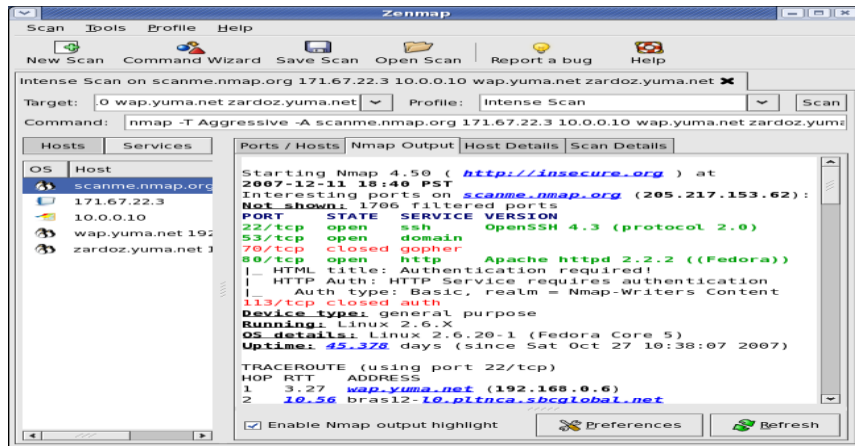 Zenmap
Scan Tools Profile Help
New Scan Command Wizard Save Scan Open Scan Report a bug Help
Intense Scan on scanme.nmap.org 171.67.22.3 10.0.0.10 wap.yuma.net zardoz.yuma.net
Target: .0 wap.yuma.net zardoz.yuma.net Profile: Intense Scan Scan
Command: nmap -T Aggressive -A scanme.nmap.org 171.67.22.3 10.0.0.10 wap.yuma.net zardoz.yuma
Hosts Services
OS Host
scanme.nmap.org
171.67.22.3
10.0.0.10
wap.yuma.net 192
zardoz.yuma.net 1
Ports / Hosts Nmap Output Host Details Scan Details
Starting Nmap 4.50 ( http://insecure.org ) at
2007-12-11 18:40 PST
Interesting ports on scanme.nmap.org (205.217.153.62):
Not shown: 1706 filtered ports
PORT STATE SERVICE VERSION
22/tcp open ssh OpenSSH 4.3 (protocol 2.0)
53/tcp open domain
70/tcp closed gopher
80/tcp open http Apache httpd 2.2.2 ((Fedora))
|_ HTML title: Authentication required!
| HTTP Auth: HTTP Service requires authentication
|_ Auth type: Basic, realm = Nmap-Writers Content
113/tcp closed auth
Device type: general purpose
Running: Linux 2.6.X
OS details: Linux 2.6.20-1 (Fedora Core 5)
Uptime: 45.378 days (since Sat Oct 27 10:38:07 2007)
TRACEROUTE (using port 22/tcp)
HOP RTT ADDRESS
1 3.27 wap.yuma.net (192.168.0.6)
2 10.56 bras12-l0.pltnca.sbcglobal.net
Enable Nmap output highlight Preferences Refresh